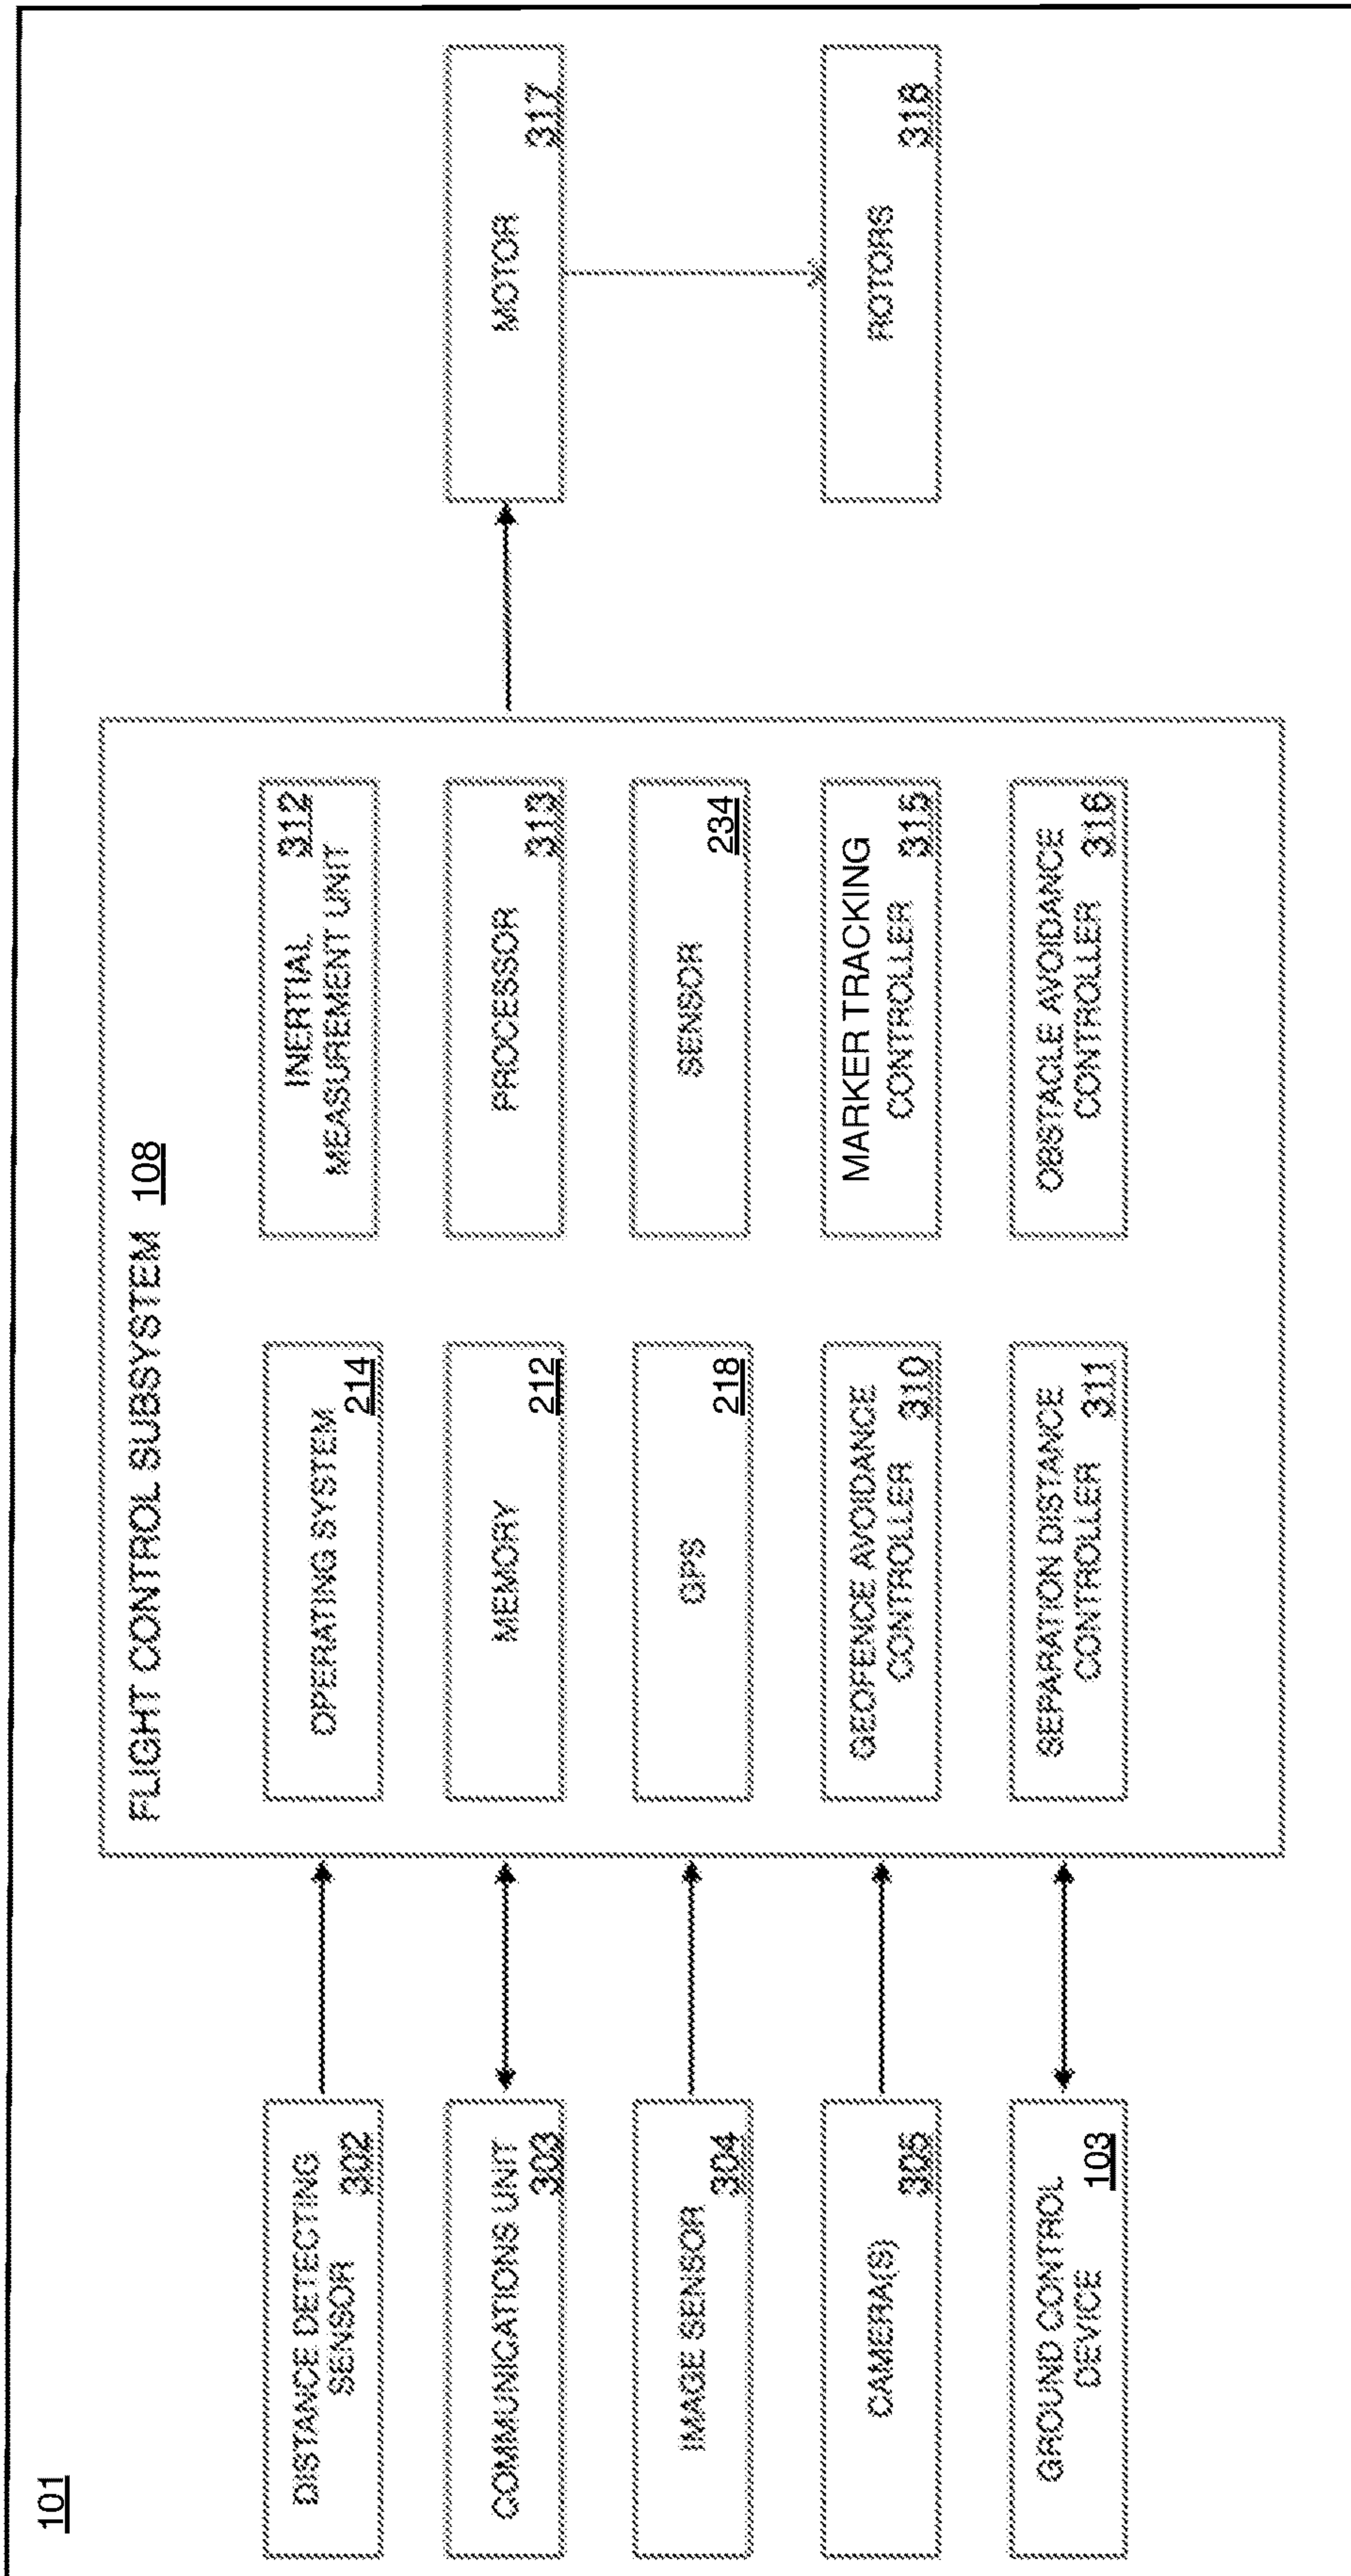 101
DISTANCE DETECTING
SENSOR
302
COMMUNICATIONS UNIT
303
IMAGE SENSOR
304
CAMERA(S)
305
GROUND CONTROL
DEVICE
103
FLIGHT CONTROL SUBSYSTEM 108
OPERATING SYSTEM
214
MEMORY
212
GPS
218
GEOFENCE AVOIDANCE
CONTROLLER 310
SEPARATION DISTANCE
CONTROLLER 311
INERTIAL 312
MEASUREMENT UNIT
PROCESSOR
313
SENSOR
234
MARKER TRACKING
CONTROLLER 315
OBSTACLE AVOIDANCE
CONTROLLER 316
MOTOR
317
ROTORS
318